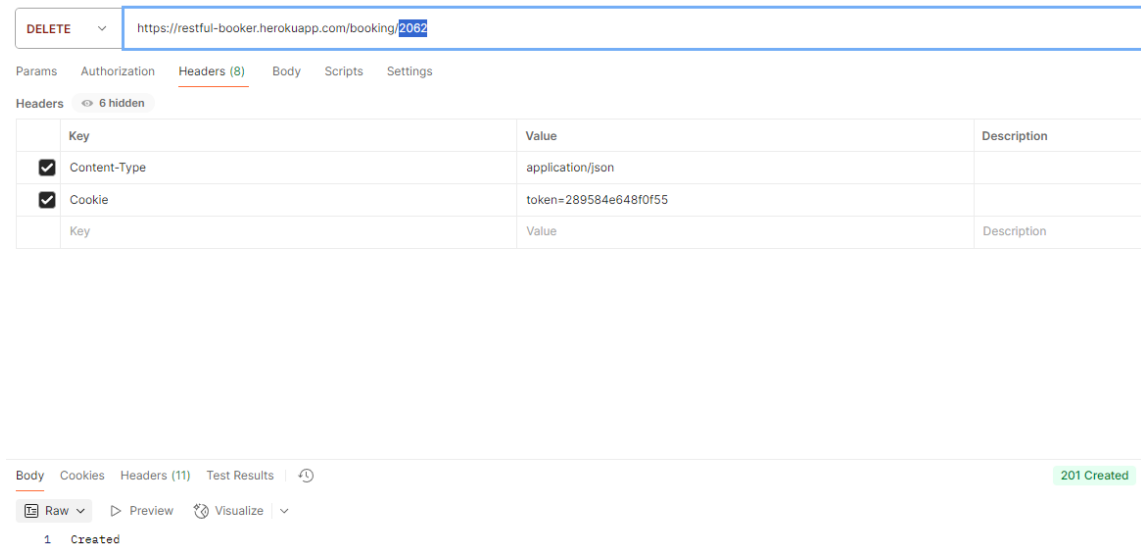 DELETE https://restful-booker.herokuapp.com/booking/2062
Params Authorization Headers (8) Body Scripts Settings
Headers 6 hidden
Key Value Description
Content-Type application/json
Cookie token=289584e648f0f55
Key Value Description
Body Cookies Headers (11) Test Results 201 Created
Raw Preview Visualize
1 Created